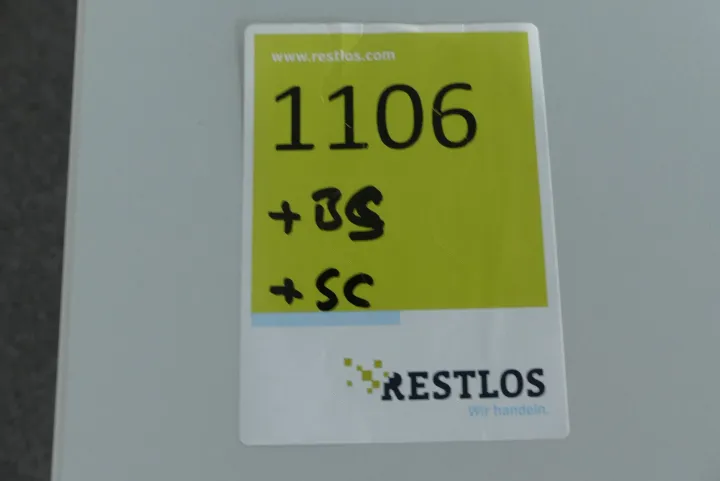 www.restlos.com
1106
+ BS
+ SC
RESTLOS
Wir handeln.